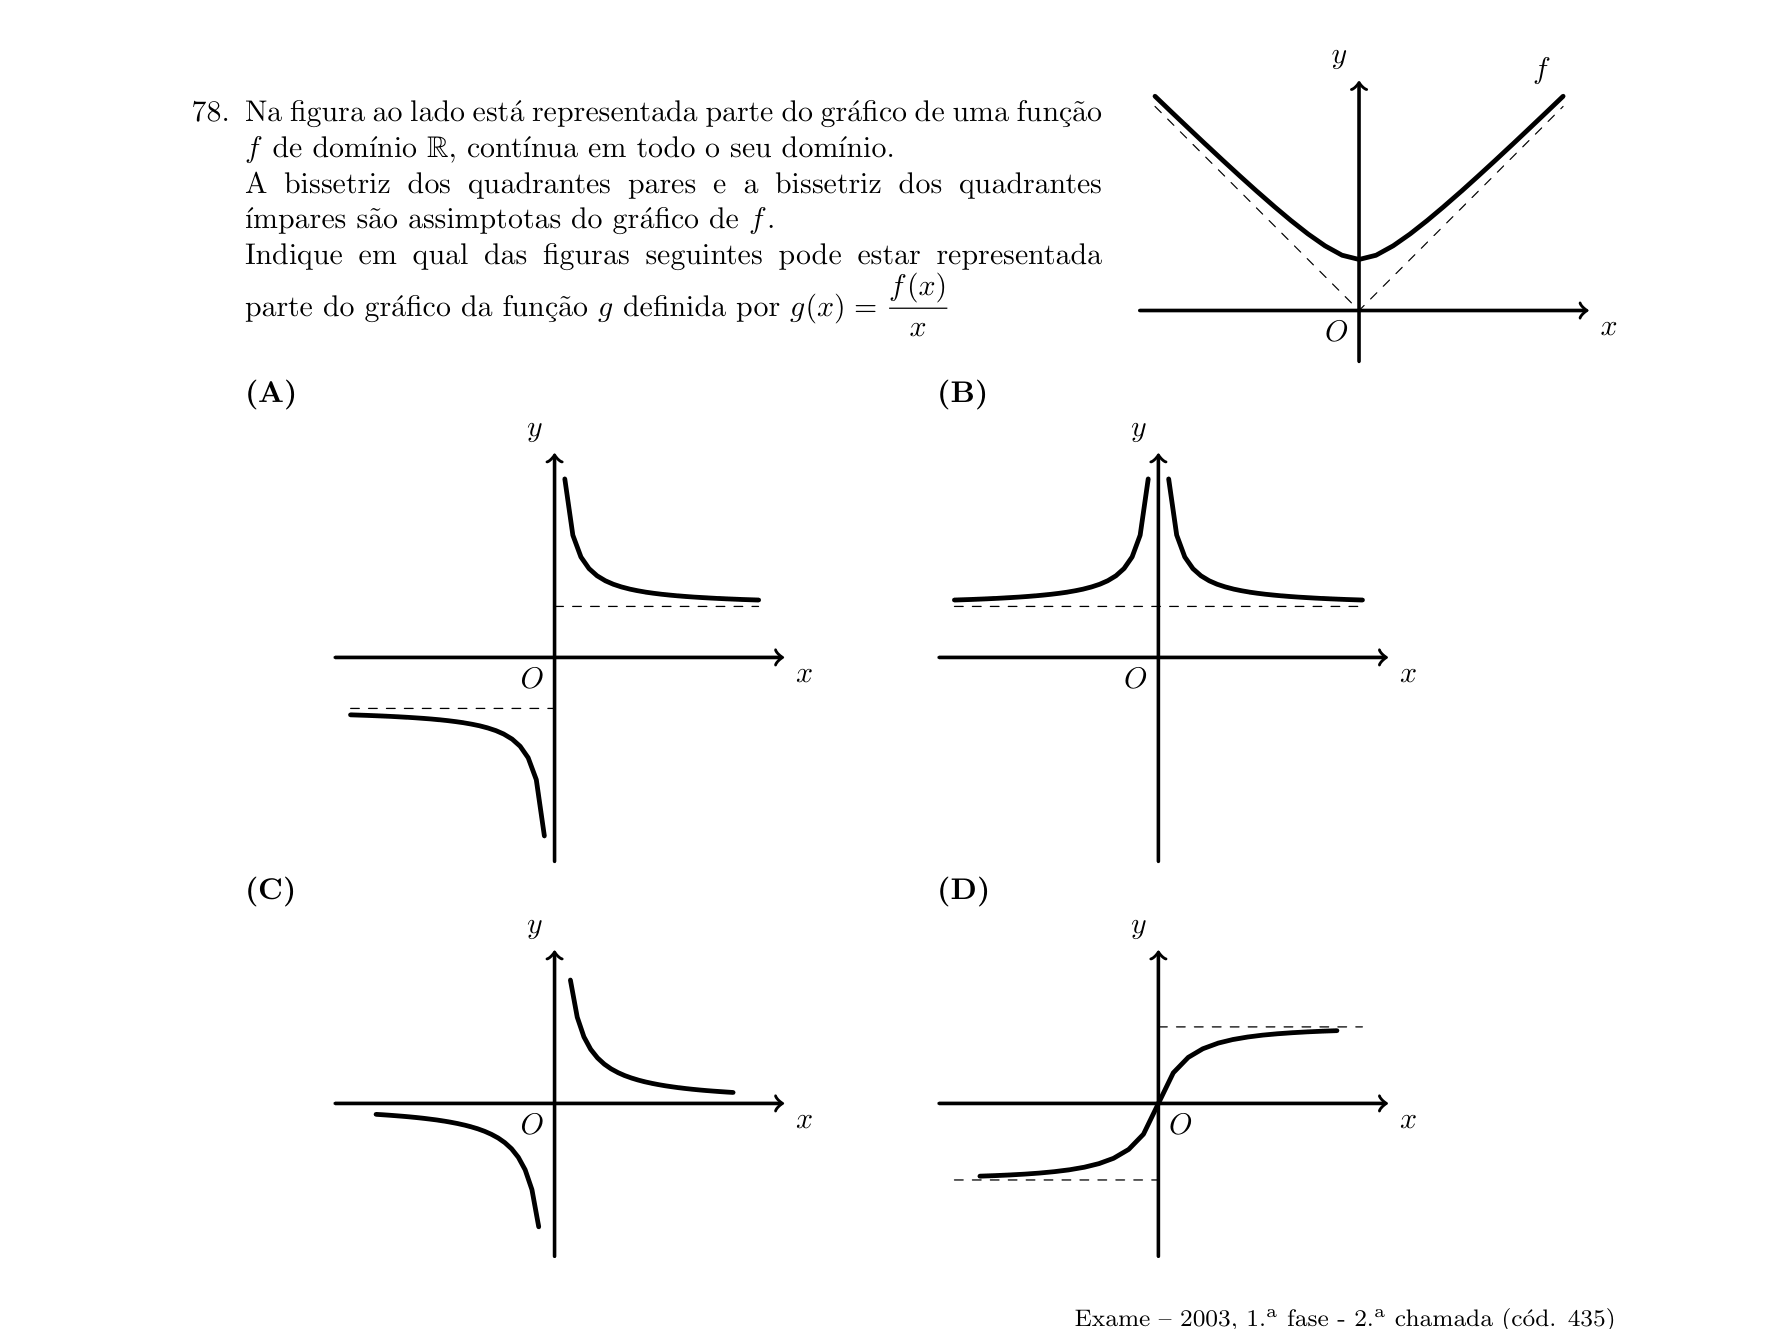 78. Na figura ao lado está representada parte do gráfico de uma função
f de domínio ℝ, contínua em todo o seu domínio.
A bissetriz dos quadrantes pares e a bissetriz dos quadrantes
ímpares são assimptotas do gráfico de f.
Indique em qual das figuras seguintes pode estar representada
parte do gráfico da função g definida por g(x) = f(x)/x
y
f
O
x
(A)
y
O
x
(B)
y
O
x
(C)
y
O
x
(D)
y
O
x
Exame – 2003, 1.ª fase - 2.ª chamada (cód. 435)